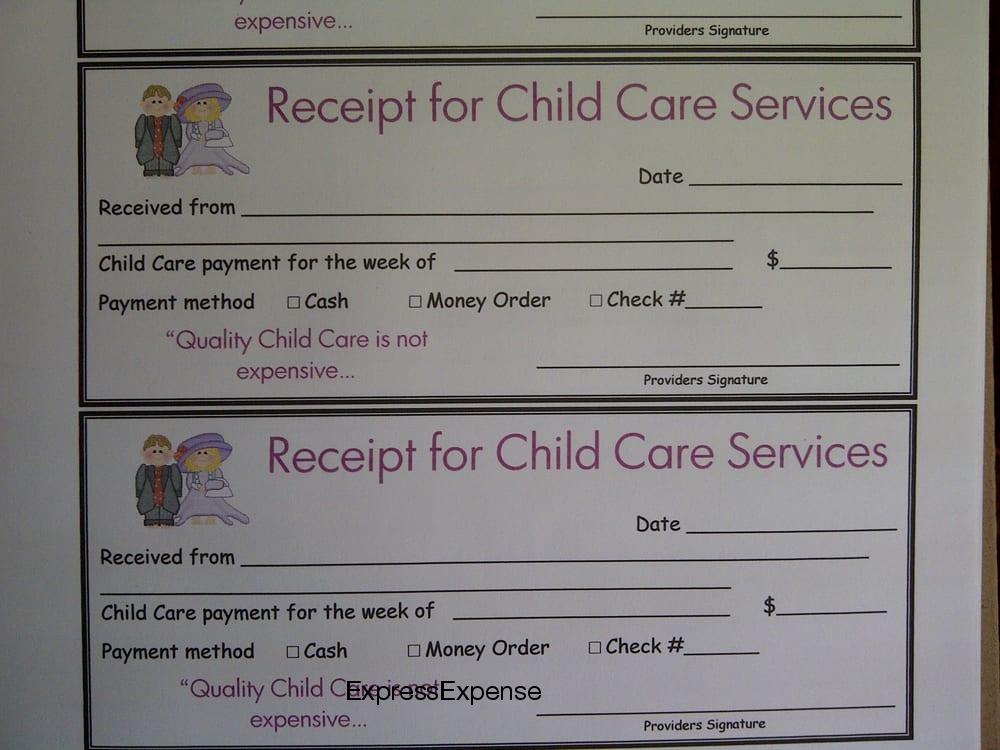 expensive...
Providers Signature
Receipt for Child Care Services
Date
Received from
Child Care payment for the week of $
Payment method □ Cash □ Money Order □ Check #
“Quality Child Care is not
expensive...
Providers Signature
Receipt for Child Care Services
Date
Received from
Child Care payment for the week of $
Payment method □ Cash □ Money Order □ Check #
“Quality Child Care is not
ExpressExpense
expensive...
Providers Signature